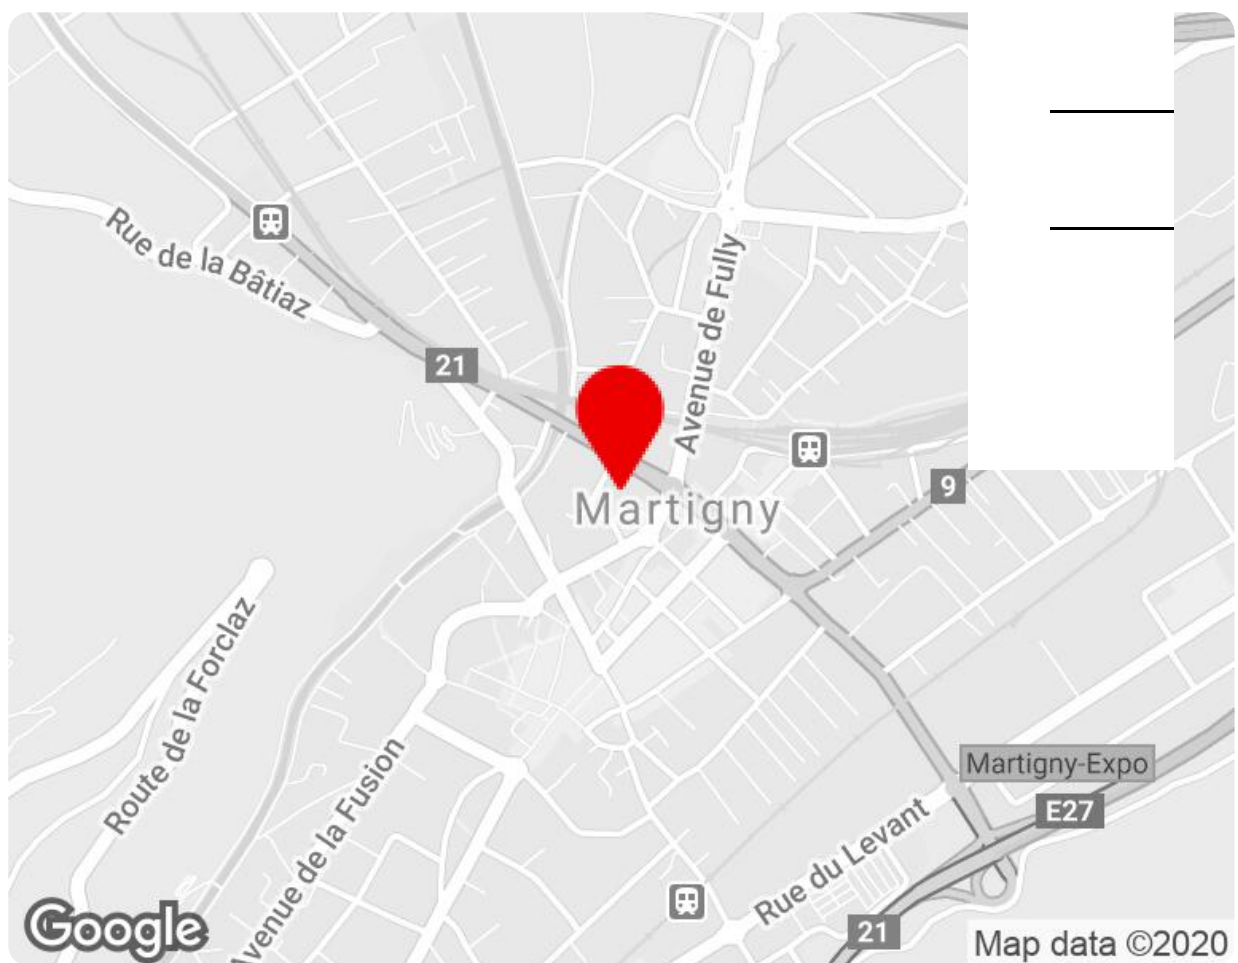 Rue de la Bâtiaz
Avenue de Fully
21
Martigny
9
Route de la Forclaz
Avenue de la Fusion
Martigny-Expo
E27
Rue du Levant
21
Google
Map data ©2020